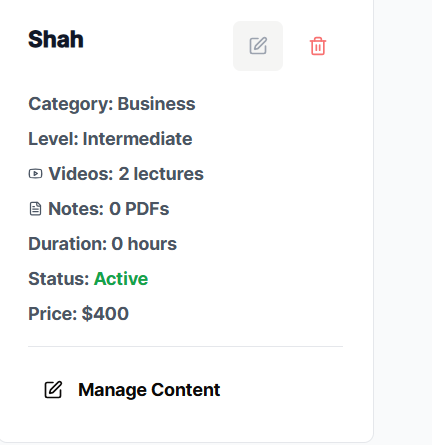 Shah
Category: Business
Level: Intermediate
Videos: 2 lectures
Notes: 0 PDFs
Duration: 0 hours
Status: Active
Price: $400
Manage Content